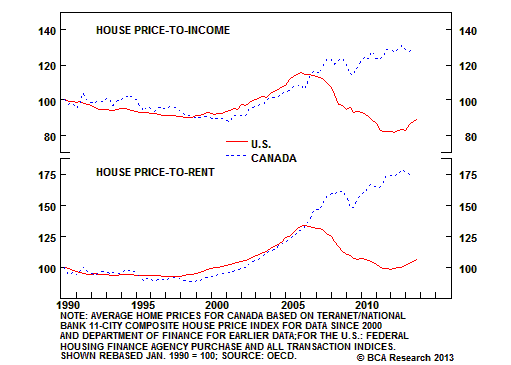 HOUSE PRICE-TO-INCOME
140 140
120 120
100 100
80 80
U.S.
CANADA
HOUSE PRICE-TO-RENT
175 175
150 150
125 125
100 100
1990 1995 2000 2005 2010
NOTE: AVERAGE HOME PRICES FOR CANADA BASED ON TERANET/NATIONAL
BANK 11-CITY COMPOSITE HOUSE PRICE INDEX FOR DATA SINCE 2000
AND DEPARTMENT OF FINANCE FOR EARLIER DATA;FOR THE U.S.: FEDERAL
HOUSING FINANCE AGENCY PURCHASE AND ALL TRANSACTION INDICES.
SHOWN REBASED JAN. 1990 = 100; SOURCE: OECD.
© BCA Research 2013